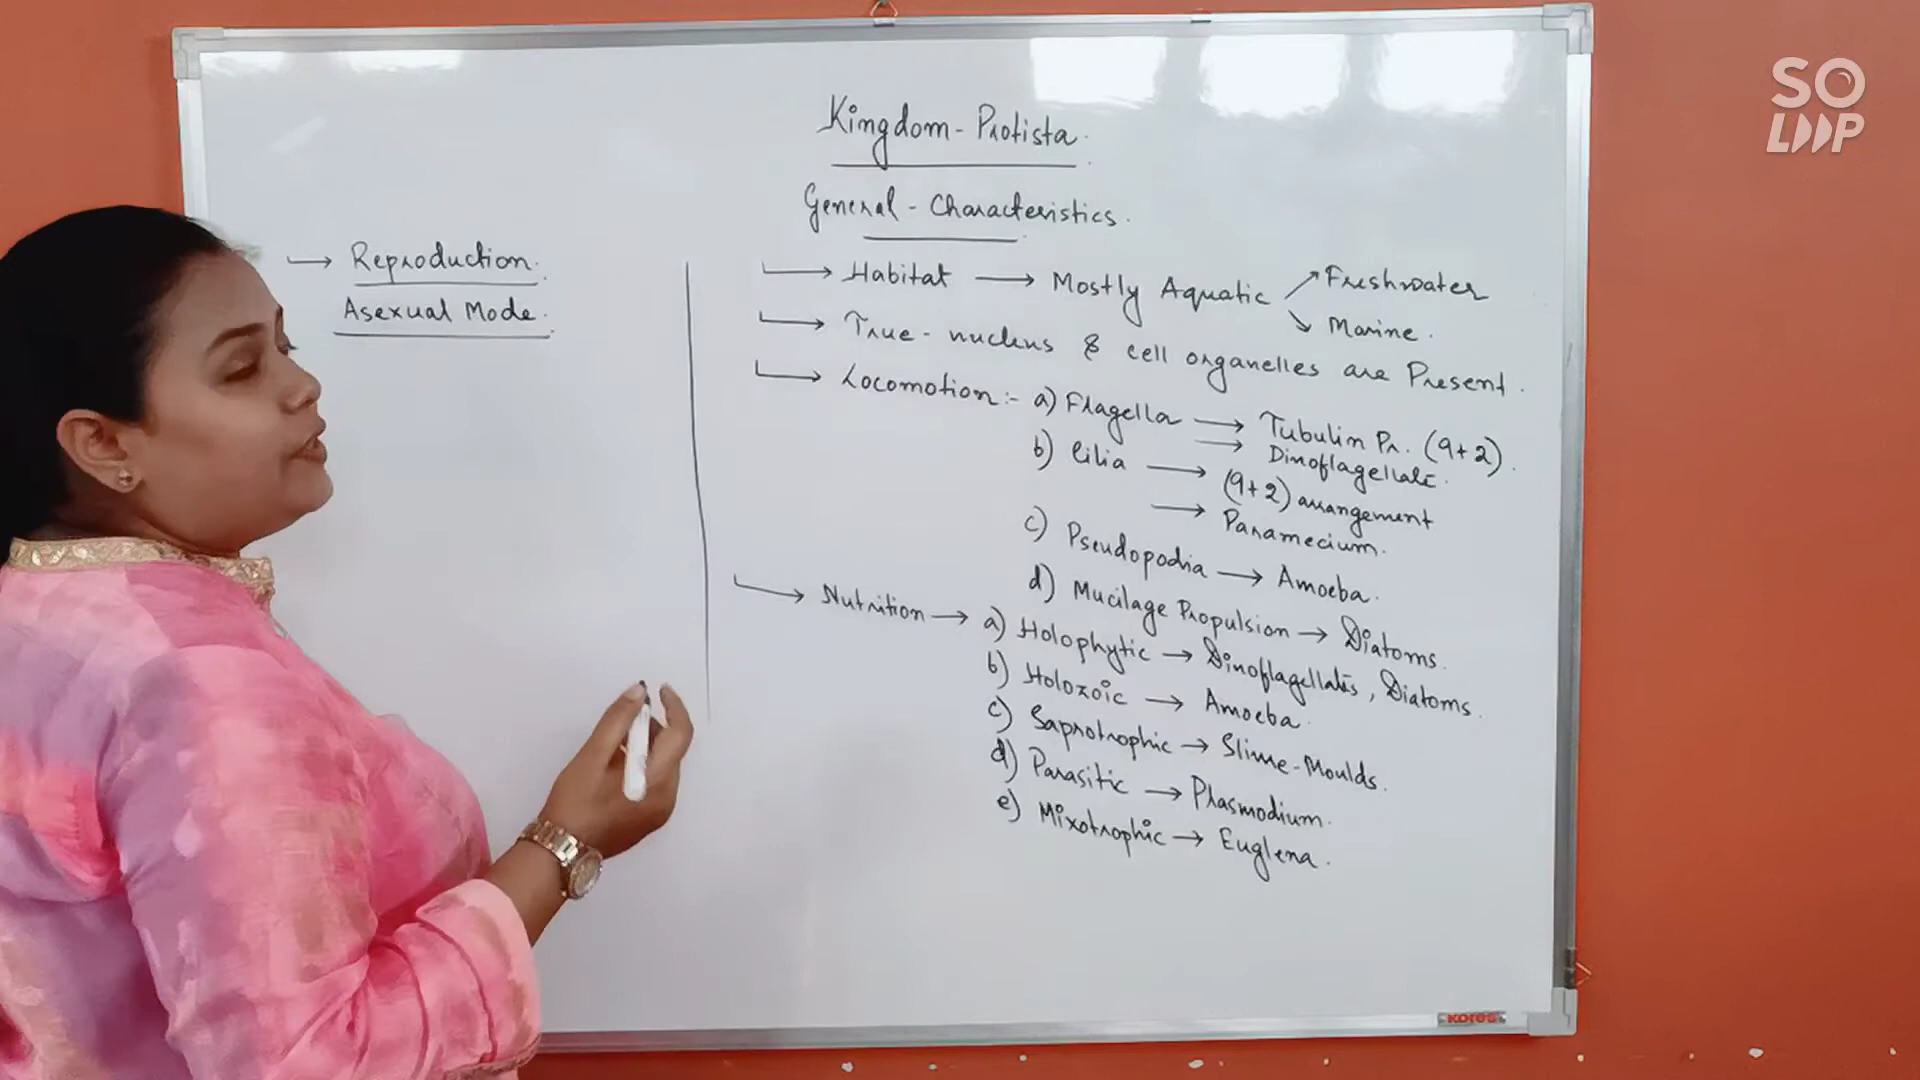 Kingdom - Protista.
General - Characteristics.
→ Habitat → Mostly Aquatic ↗ Freshwater
↘ Marine.
→ True - nucleus & cell organelles are Present.
→ Locomotion :- a) Flagella → Tubulin Pr. (9+2).
→ Dinoflagellate.
b) Cilia → (9+2) arrangement
→ Paramecium.
c) Pseudopodia → Amoeba.
d) Mucilage Propulsion → Diatoms.
→ Nutrition → a) Holophytic → Dinoflagellates, Diatoms.
b) Holozoic → Amoeba.
c) Saprotrophic → Slime-Moulds.
d) Parasitic → Plasmodium.
e) Mixotrophic → Euglena.
→ Reproduction.
Asexual Mode.
SO
LOOP
Kores